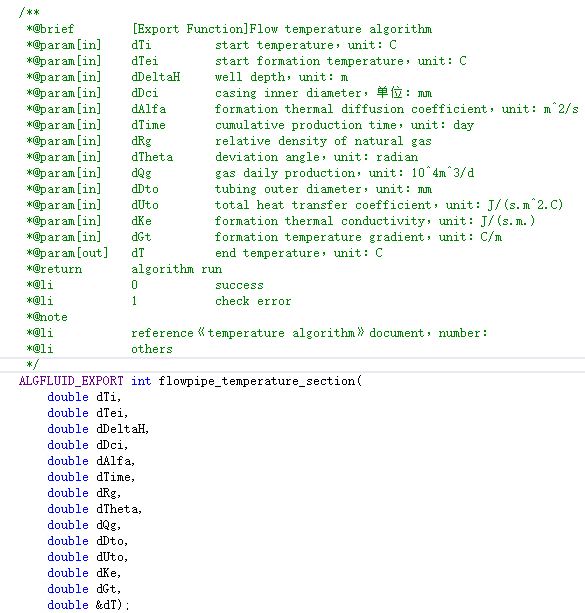 /**
*@brief [Export Function]Flow temperature algorithm
*@param[in] dTi start temperature，unit：C
*@param[in] dTei start formation temperature，unit：C
*@param[in] dDeltaH well depth，unit：m
*@param[in] dDci casing inner diameter，单位：mm
*@param[in] dAlfa formation thermal diffusion coefficient，unit：m^2/s
*@param[in] dTime cumulative production time，unit：day
*@param[in] dRg relative density of natural gas
*@param[in] dTheta deviation angle，unit：radian
*@param[in] dQg gas daily production，unit：10^4m^3/d
*@param[in] dDto tubing outer diameter，unit：mm
*@param[in] dUto total heat transfer coefficient，unit：J/(s.m^2.C)
*@param[in] dKe formation thermal conductivity，unit：J/(s.m.)
*@param[in] dGt formation temperature gradient，unit：C/m
*@param[out] dT end temperature，unit：C
*@return algorithm run
*@li 0 success
*@li 1 check error
*@note
*@li reference《temperature algorithm》document，number：
*@li others
*/
ALGFLUID_EXPORT int flowpipe_temperature_section(
double dTi,
double dTei,
double dDeltaH,
double dDci,
double dAlfa,
double dTime,
double dRg,
double dTheta,
double dQg,
double dDto,
double dUto,
double dKe,
double dGt,
double &dT);